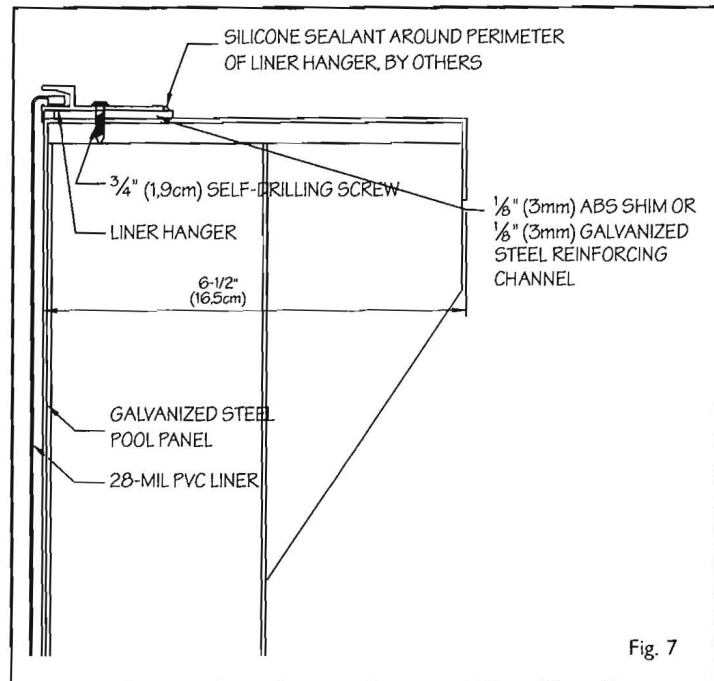 SILICONE SEALANT AROUND PERIMETER
OF LINER HANGER, BY OTHERS
3/4" (1,9cm) SELF-DRILLING SCREW
LINER HANGER
1/8" (3mm) ABS SHIM OR
1/8" (3mm) GALVANIZED
STEEL REINFORCING
CHANNEL
6-1/2"
(16,5cm)
GALVANIZED STEEL
POOL PANEL
28-MIL PVC LINER
Fig. 7